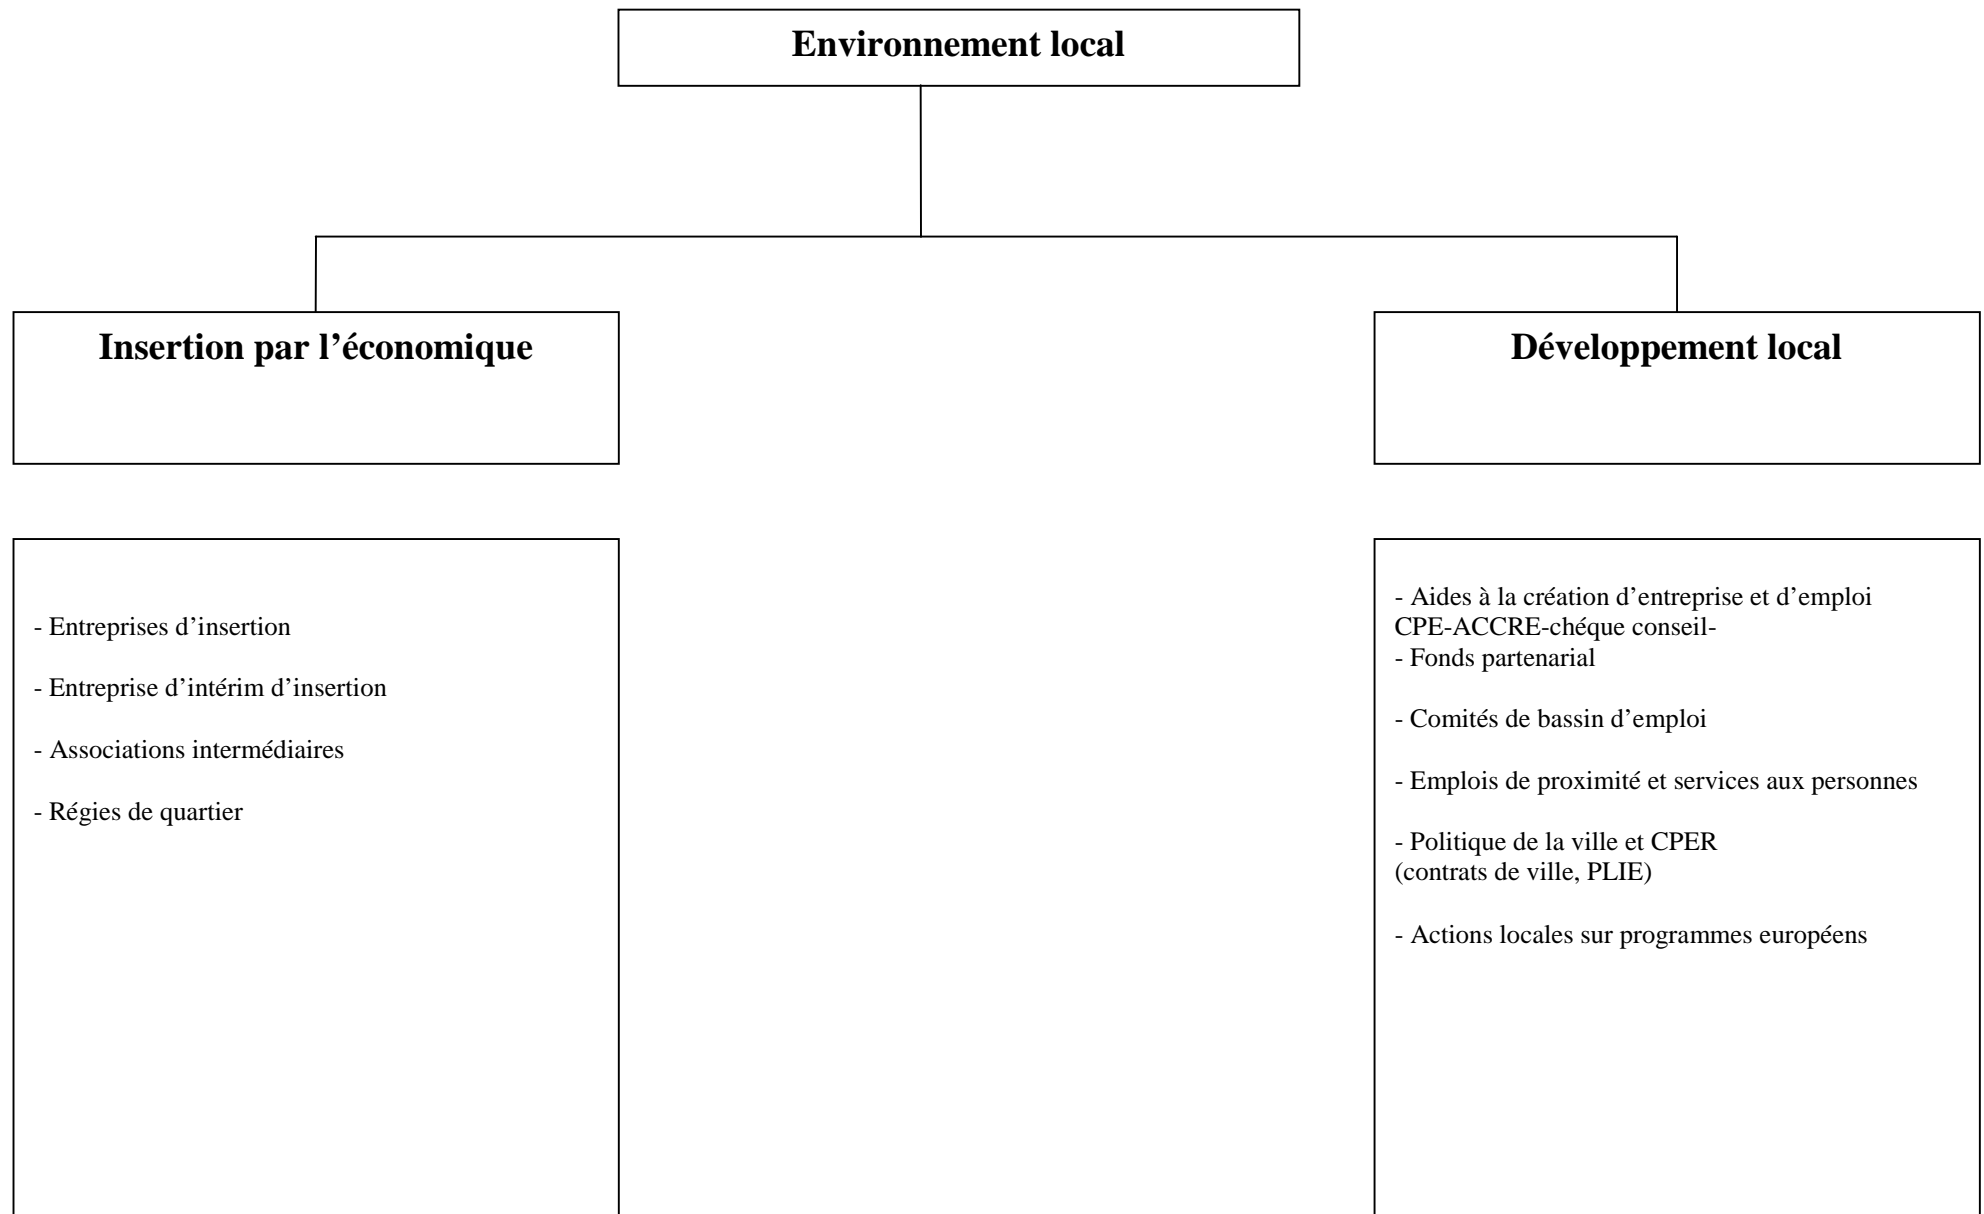 Environnement local
Insertion par l’économique
Développement local
- Entreprises d’insertion
- Entreprise d’intérim d’insertion
- Associations intermédiaires
- Régies de quartier
- Aides à la création d’entreprise et d’emploi
CPE-ACCRE-chéque conseil-
- Fonds partenarial
- Comités de bassin d’emploi
- Emplois de proximité et services aux personnes
- Politique de la ville et CPER
(contrats de ville, PLIE)
- Actions locales sur programmes européens